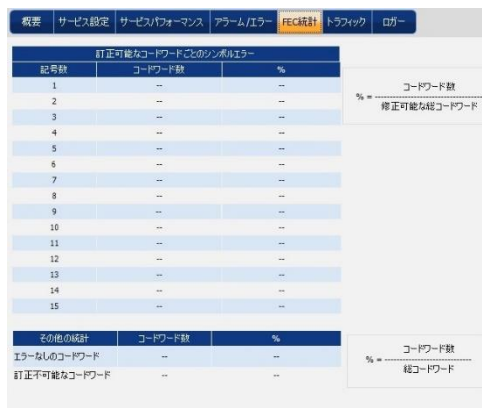 概要 サービス設定 サービスパフォーマンス アラーム/エラー FEC統計 トラフィック ロガー
訂正可能なコードワードごとのシンボルエラー
記号数 コードワード数 %
1 -- --
2 -- --
3 -- --
4 -- --
5 -- --
6 -- --
7 -- --
8 -- --
9 -- --
10 -- --
11 -- --
12 -- --
13 -- --
14 -- --
15 -- --
コードワード数
% = --------------------
修正可能な総コードワード
その他の統計 コードワード数 %
エラーなしのコードワード -- --
訂正不可能なコードワード -- --
コードワード数
% = --------------------
総コードワード